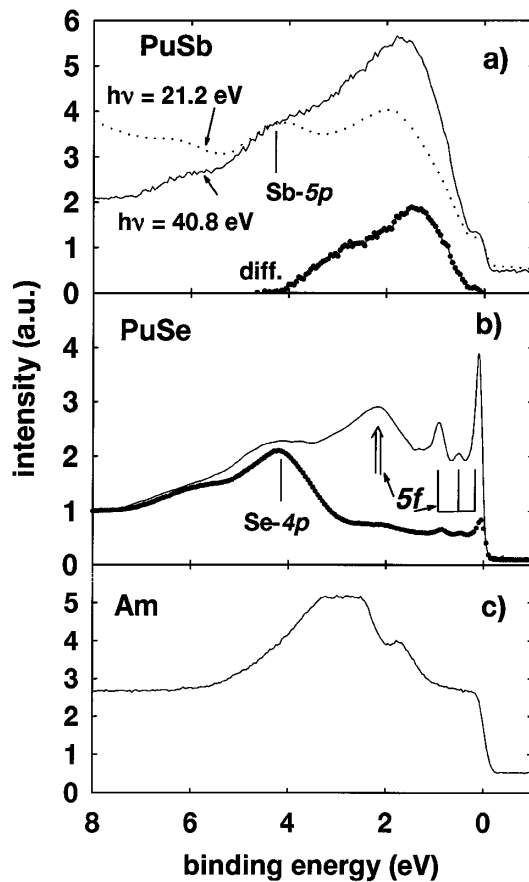 PuSb
a)
hν = 21.2 eV
Sb-5p
hν = 40.8 eV
diff.
6
5
4
3
2
1
0
PuSe
b)
5f
Se-4p
4
3
2
1
0
Am
c)
5
4
3
2
1
0
8 6 4 2 0
binding energy (eV)
intensity (a.u.)